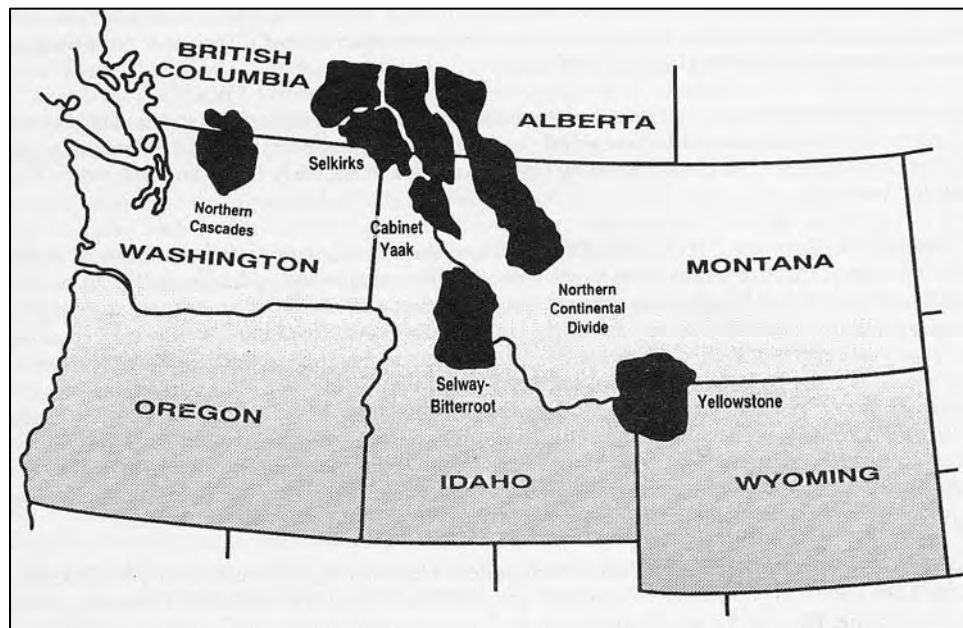 BRITISH
COLUMBIA
ALBERTA
Selkirks
Northern
Cascades
Cabinet
Yaak
WASHINGTON
MONTANA
Northern
Continental
Divide
Selway-
Bitterroot
Yellowstone
OREGON
IDAHO
WYOMING